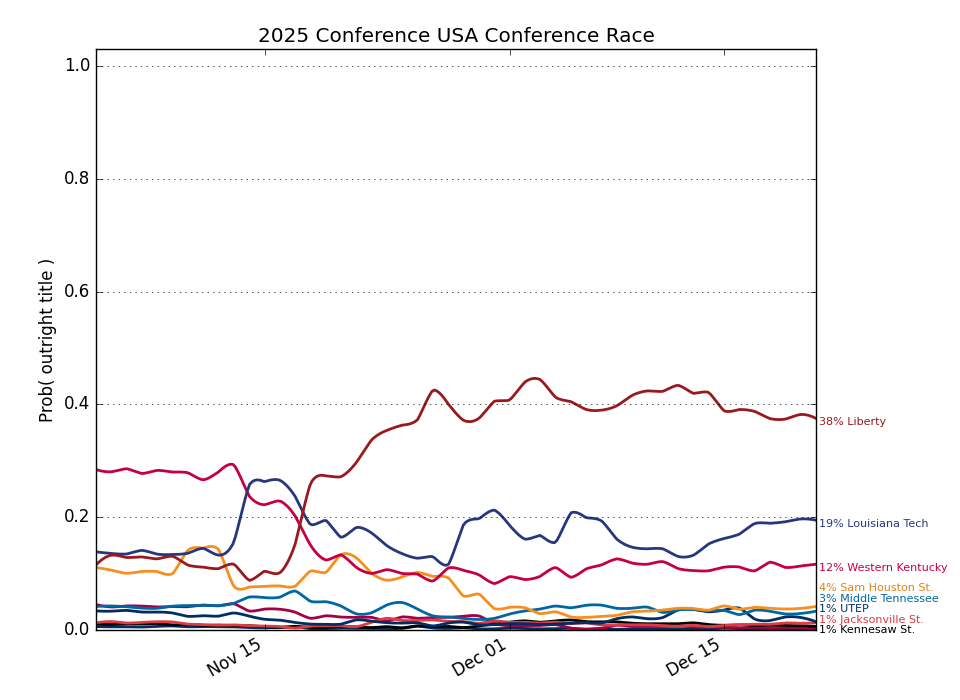 2025 Conference USA Conference Race
1.0
0.8
0.6
0.4
0.2
0.0
Prob( outright title )
Nov 15
Dec 01
Dec 15
38% Liberty
19% Louisiana Tech
12% Western Kentucky
4% Sam Houston St.
3% Middle Tennessee
1% UTEP
1% Jacksonville St.
1% Kennesaw St.